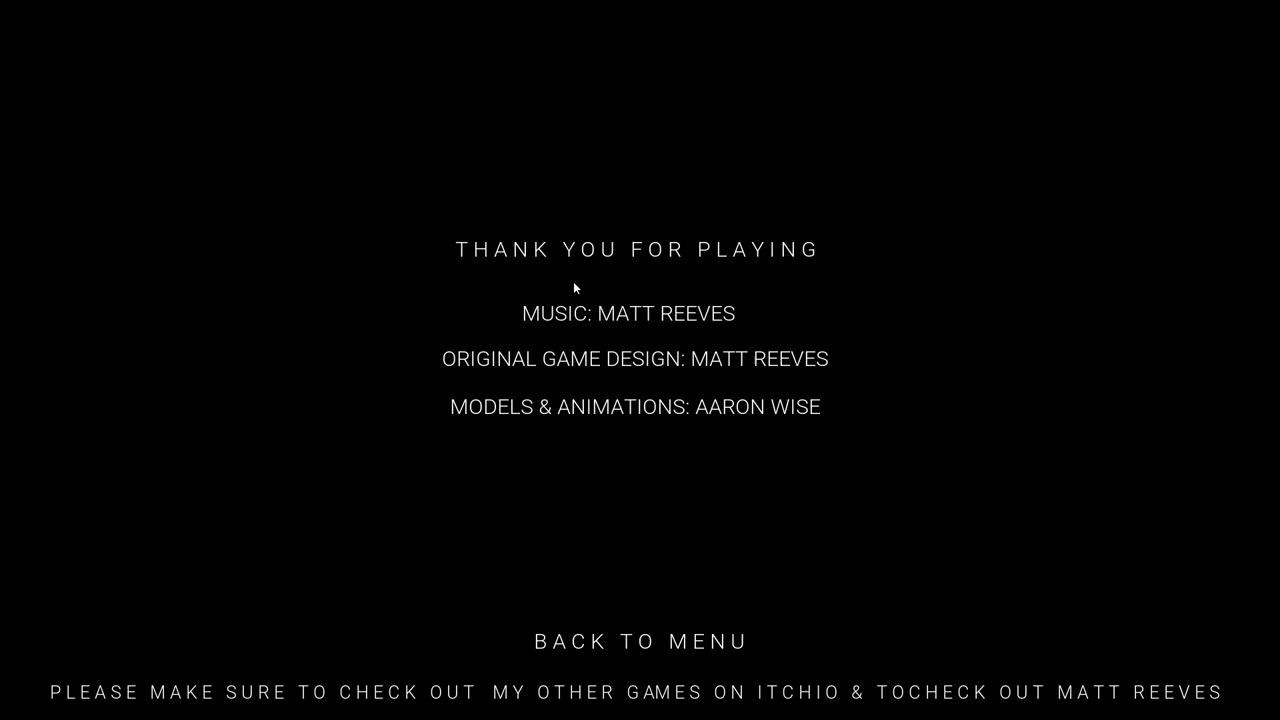 THANK YOU FOR PLAYING
MUSIC: MATT REEVES
ORIGINAL GAME DESIGN: MATT REEVES
MODELS & ANIMATIONS: AARON WISE
BACK TO MENU
PLEASE MAKE SURE TO CHECK OUT MY OTHER GAMES ON ITCHIO & TOCHECK OUT MATT REEVES